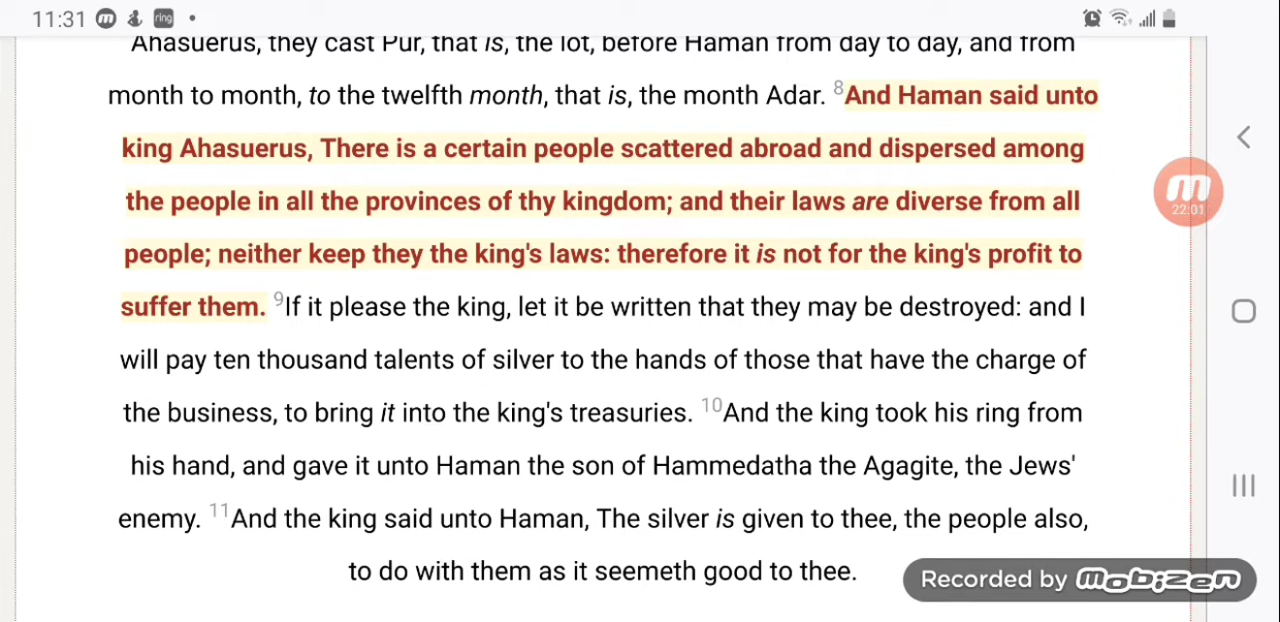 11:31 m ring
Ahasuerus, they cast Pur, that is, the lot, before Haman from day to day, and from
month to month, to the twelfth month, that is, the month Adar. 8And Haman said unto
king Ahasuerus, There is a certain people scattered abroad and dispersed among
the people in all the provinces of thy kingdom; and their laws are diverse from all
people; neither keep they the king's laws: therefore it is not for the king's profit to
suffer them. 9If it please the king, let it be written that they may be destroyed: and I
will pay ten thousand talents of silver to the hands of those that have the charge of
the business, to bring it into the king's treasuries. 10And the king took his ring from
his hand, and gave it unto Haman the son of Hammedatha the Agagite, the Jews'
enemy. 11And the king said unto Haman, The silver is given to thee, the people also,
to do with them as it seemeth good to thee.
m
22:01
Recorded by mobizen